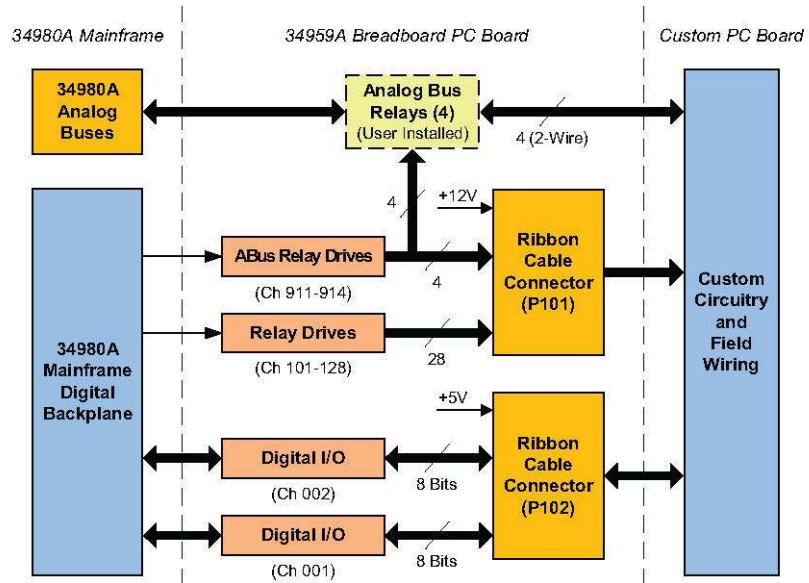 34980A Mainframe
34959A Breadboard PC Board
Custom PC Board
34980A
Analog
Buses
Analog Bus
Relays (4)
(User Installed)
4 (2-Wire)
4
+12V
ABus Relay Drives
(Ch 911-914)
4
Ribbon
Cable
Connector
(P101)
Relay Drives
(Ch 101-128)
28
34980A
Mainframe
Digital
Backplane
Custom
Circuitry
and
Field
Wiring
+5V
Digital I/O
(Ch 002)
8 Bits
Ribbon
Cable
Connector
(P102)
Digital I/O
(Ch 001)
8 Bits